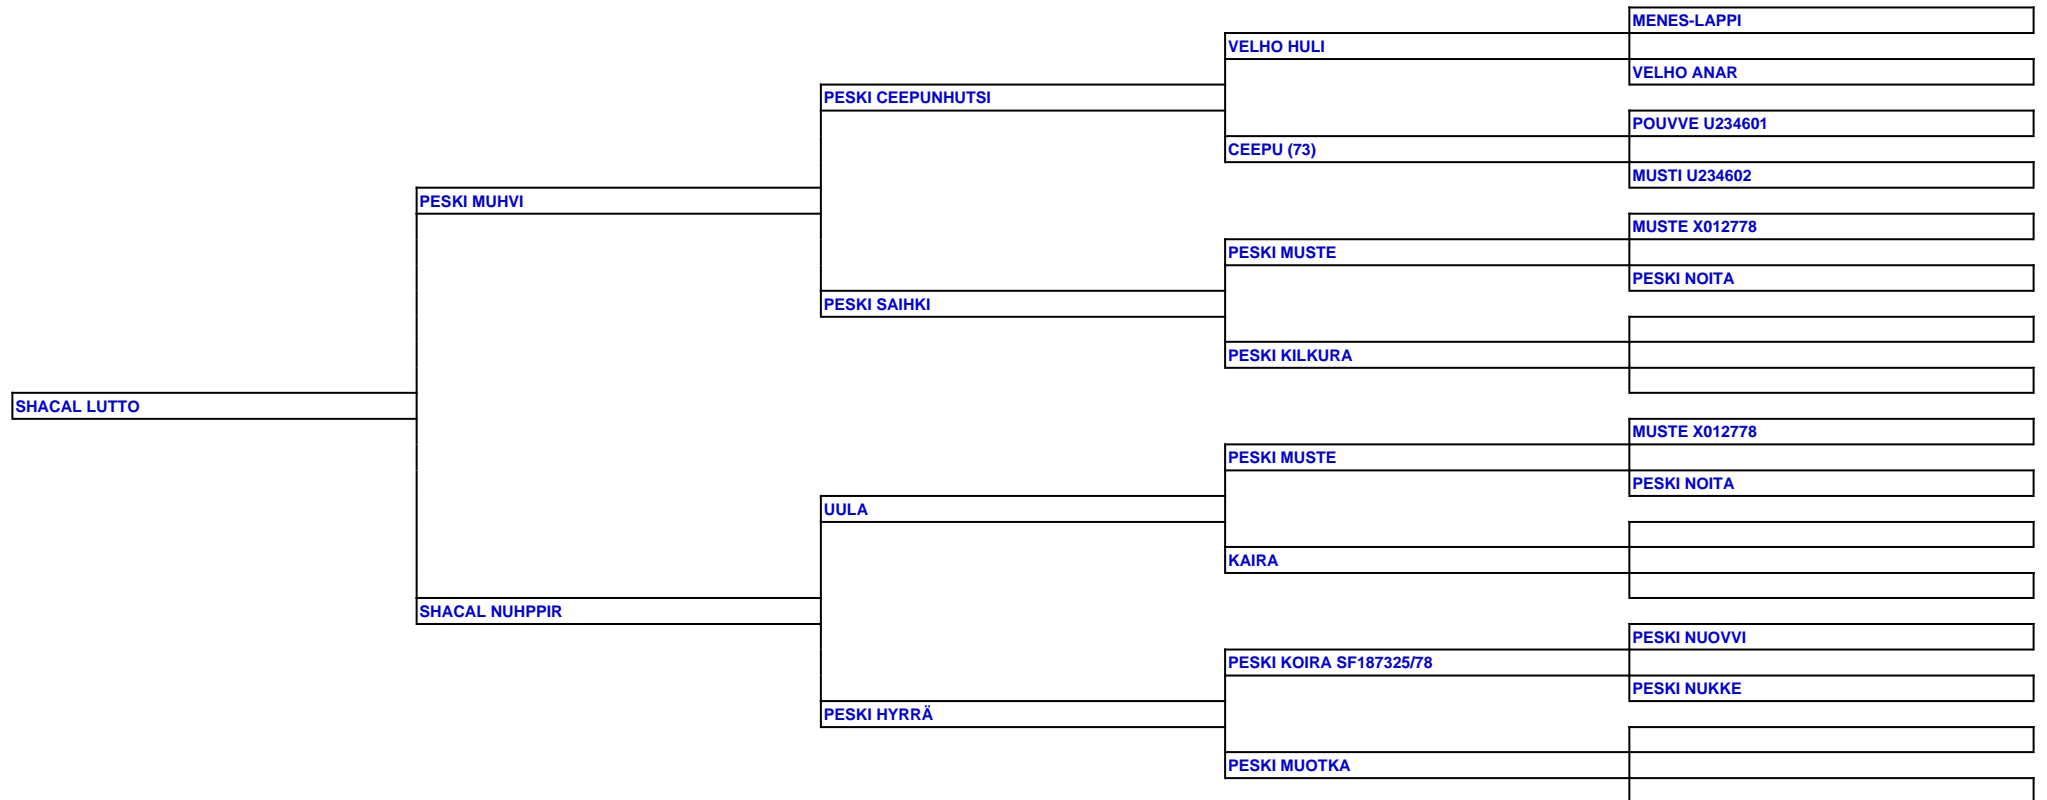 MENES-LAPPI
VELHO HULI
VELHO ANAR
PESKI CEEPUNHUTSI
POUVVE U234601
CEEPU (73)
MUSTI U234602
PESKI MUHVI
MUSTE X012778
PESKI MUSTE
PESKI NOITA
PESKI SAIHKI
PESKI KILKURA
SHACAL LUTTO
MUSTE X012778
PESKI MUSTE
PESKI NOITA
UULA
KAIRA
SHACAL NUHPPIR
PESKI NUOVVI
PESKI KOIRA SF187325/78
PESKI NUKKE
PESKI HYRRÄ
PESKI MUOTKA